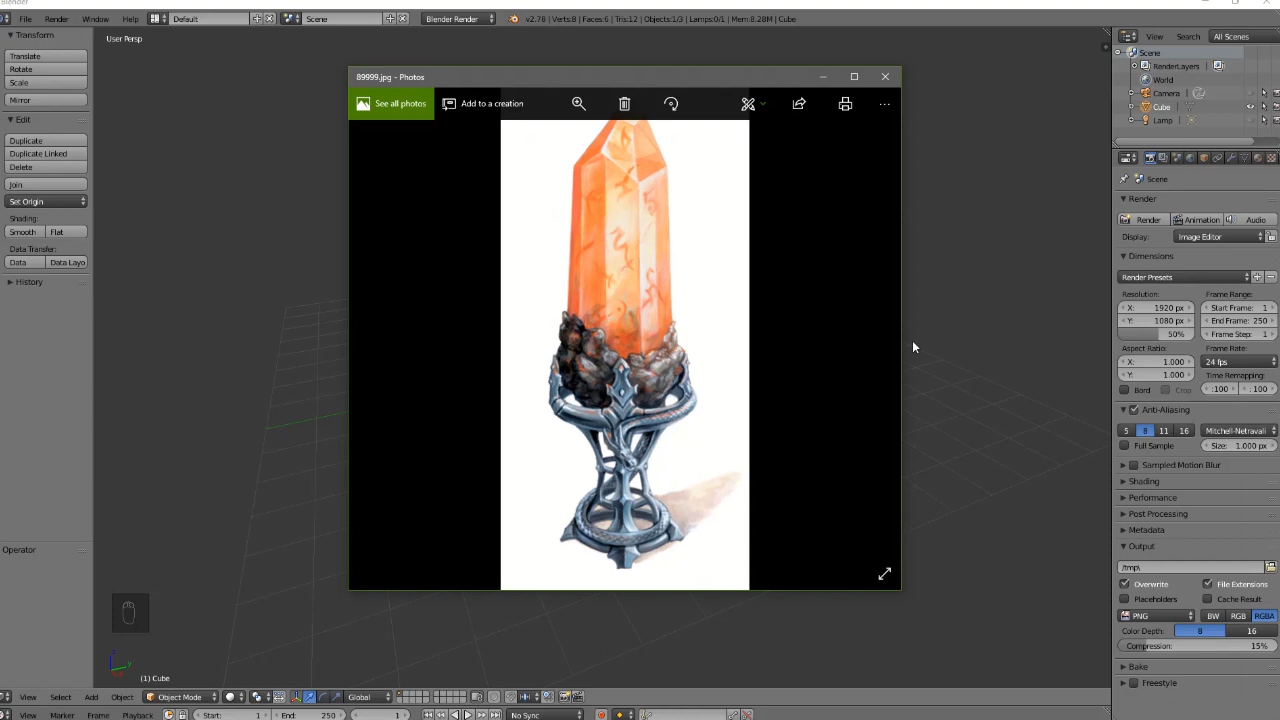 Blender
File Render Window Help Default Scene Blender Render v2.78 | Verts:8 | Faces:6 | Tris:12 | Objects:1/3 | Lamps:0/1 | Mem:8.28M | Cube
Transform
Translate
Rotate
Scale
Mirror
Edit
Duplicate
Duplicate Linked
Delete
Join
Set Origin
Shading:
Smooth Flat
Data Transfer:
Data Data Layo
History
Operator
User Persp
89999.jpg - Photos
See all photos Add to a creation
(1) Cube
View Search All Scenes
Scene
RenderLayers
World
Camera
Cube
Lamp
Scene
Render
Render Animation Audio
Display: Image Editor
Dimensions
Render Presets
Resolution: Frame Range:
X: 1920 px Start Frame: 1
Y: 1080 px End Frame: 250
50% Frame Step: 1
Aspect Ratio: Frame Rate:
X: 1.000 24 fps
Y: 1.000 Time Remapping:
Bord Crop :100 :100
Anti-Aliasing
5 8 11 16 Mitchell-Netravali
Full Sample Size: 1.000 px
Sampled Motion Blur
Shading
Performance
Post Processing
Metadata
Output
/tmp\
Overwrite File Extensions
Placeholders Cache Result
PNG BW RGB RGBA
Color Depth: 8 16
Compression: 15%
Bake
Freestyle
View Select Add Object Object Mode Global
View Marker Frame Playback Start: 1 End: 250 1 No Sync